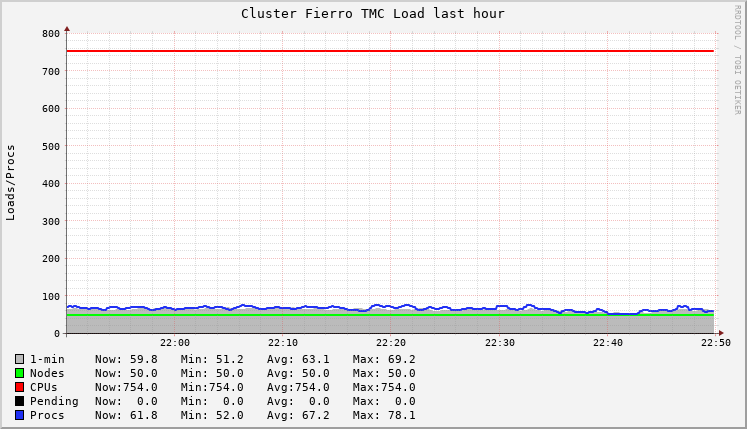 Cluster Fierro TMC Load last hour
RRDTOOL / TOBI OETIKER
Loads/Procs
800
700
600
500
400
300
200
100
0
22:00 22:10 22:20 22:30 22:40 22:50
1-min Now: 59.8 Min: 51.2 Avg: 63.1 Max: 69.2
Nodes Now: 50.0 Min: 50.0 Avg: 50.0 Max: 50.0
CPUs Now:754.0 Min:754.0 Avg:754.0 Max:754.0
Pending Now: 0.0 Min: 0.0 Avg: 0.0 Max: 0.0
Procs Now: 61.8 Min: 52.0 Avg: 67.2 Max: 78.1